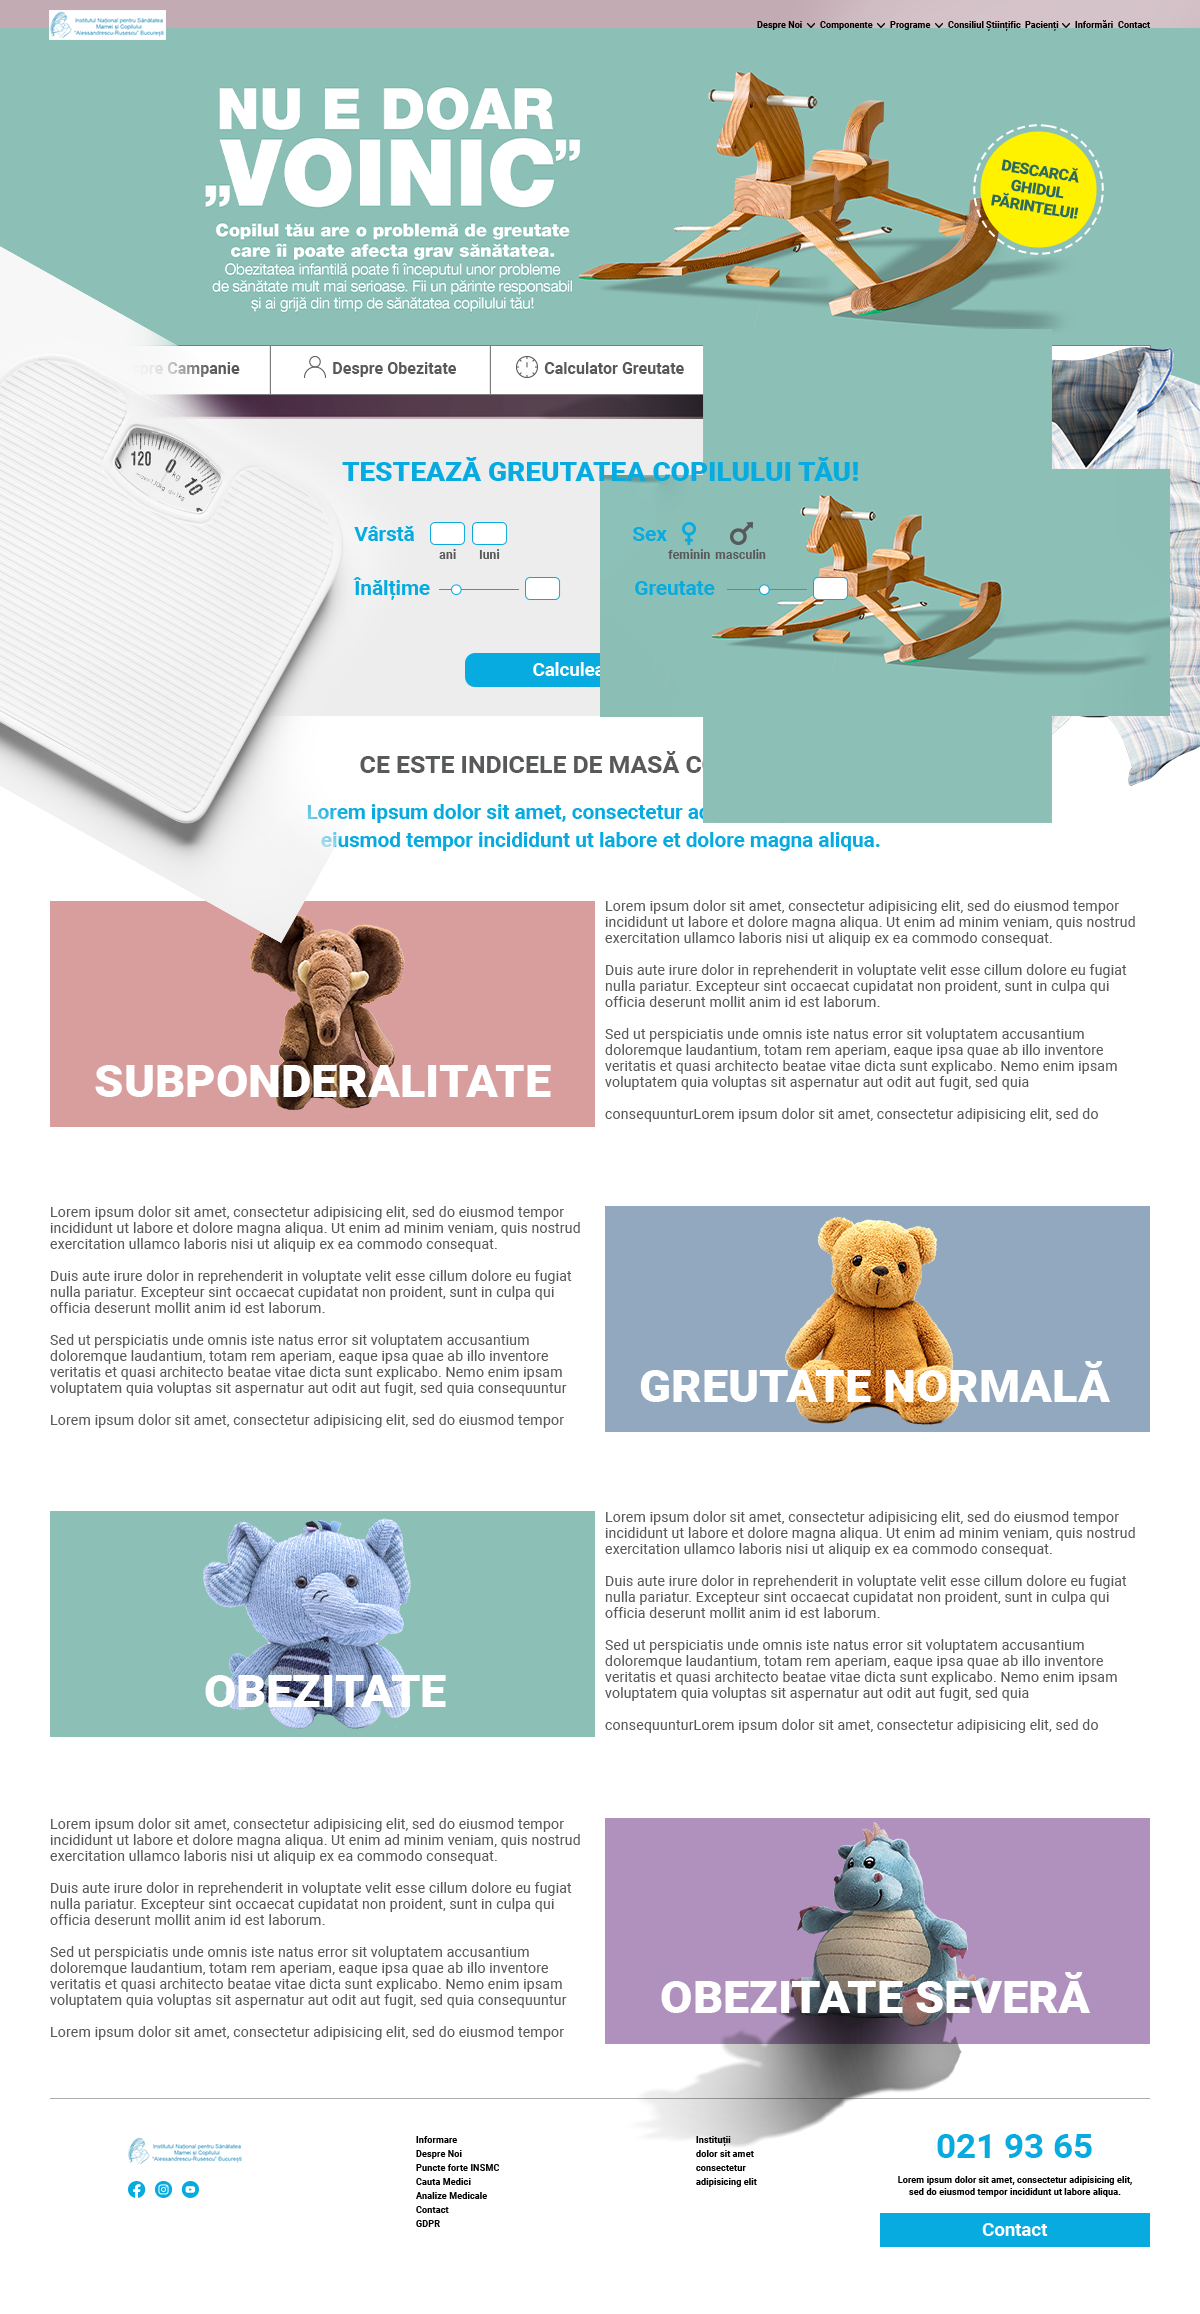 Institutul Național pentru Sănătatea
Mamei și Copilului
"Alessandrescu-Rusescu" București
Despre Noi Componente Programe Consiliul Științific Pacienți Informări Contact
NU E DOAR
„VOINIC”
Copilul tău are o problemă de greutate
care îi poate afecta grav sănătatea.
Obezitatea infantilă poate fi începutul unor probleme
de sănătate mult mai serioase. Fii un părinte responsabil
și ai grijă din timp de sănătatea copilului tău!
DESCARCĂ
GHIDUL
PĂRINTELUI!
pre Campanie Despre Obezitate Calculator Greutate
120 0 kg 10
TESTEAZĂ GREUTATEA COPILULUI TĂU!
Vârstă
ani luni
Sex
feminin masculin
Înălțime
Greutate
Calculea
CE ESTE INDICELE DE MASĂ C
Lorem ipsum dolor sit amet, consectetur ad
eiusmod tempor incididunt ut labore et dolore magna aliqua.
SUBPONDERALITATE
Lorem ipsum dolor sit amet, consectetur adipisicing elit, sed do eiusmod tempor
incididunt ut labore et dolore magna aliqua. Ut enim ad minim veniam, quis nostrud
exercitation ullamco laboris nisi ut aliquip ex ea commodo consequat.
Duis aute irure dolor in reprehenderit in voluptate velit esse cillum dolore eu fugiat
nulla pariatur. Excepteur sint occaecat cupidatat non proident, sunt in culpa qui
officia deserunt mollit anim id est laborum.
Sed ut perspiciatis unde omnis iste natus error sit voluptatem accusantium
doloremque laudantium, totam rem aperiam, eaque ipsa quae ab illo inventore
veritatis et quasi architecto beatae vitae dicta sunt explicabo. Nemo enim ipsam
voluptatem quia voluptas sit aspernatur aut odit aut fugit, sed quia
consequunturLorem ipsum dolor sit amet, consectetur adipisicing elit, sed do
Lorem ipsum dolor sit amet, consectetur adipisicing elit, sed do eiusmod tempor
incididunt ut labore et dolore magna aliqua. Ut enim ad minim veniam, quis nostrud
exercitation ullamco laboris nisi ut aliquip ex ea commodo consequat.
Duis aute irure dolor in reprehenderit in voluptate velit esse cillum dolore eu fugiat
nulla pariatur. Excepteur sint occaecat cupidatat non proident, sunt in culpa qui
officia deserunt mollit anim id est laborum.
Sed ut perspiciatis unde omnis iste natus error sit voluptatem accusantium
doloremque laudantium, totam rem aperiam, eaque ipsa quae ab illo inventore
veritatis et quasi architecto beatae vitae dicta sunt explicabo. Nemo enim ipsam
voluptatem quia voluptas sit aspernatur aut odit aut fugit, sed quia consequuntur
Lorem ipsum dolor sit amet, consectetur adipisicing elit, sed do eiusmod tempor
GREUTATE NORMALĂ
OBEZITATE
Lorem ipsum dolor sit amet, consectetur adipisicing elit, sed do eiusmod tempor
incididunt ut labore et dolore magna aliqua. Ut enim ad minim veniam, quis nostrud
exercitation ullamco laboris nisi ut aliquip ex ea commodo consequat.
Duis aute irure dolor in reprehenderit in voluptate velit esse cillum dolore eu fugiat
nulla pariatur. Excepteur sint occaecat cupidatat non proident, sunt in culpa qui
officia deserunt mollit anim id est laborum.
Sed ut perspiciatis unde omnis iste natus error sit voluptatem accusantium
doloremque laudantium, totam rem aperiam, eaque ipsa quae ab illo inventore
veritatis et quasi architecto beatae vitae dicta sunt explicabo. Nemo enim ipsam
voluptatem quia voluptas sit aspernatur aut odit aut fugit, sed quia
consequunturLorem ipsum dolor sit amet, consectetur adipisicing elit, sed do
Lorem ipsum dolor sit amet, consectetur adipisicing elit, sed do eiusmod tempor
incididunt ut labore et dolore magna aliqua. Ut enim ad minim veniam, quis nostrud
exercitation ullamco laboris nisi ut aliquip ex ea commodo consequat.
Duis aute irure dolor in reprehenderit in voluptate velit esse cillum dolore eu fugiat
nulla pariatur. Excepteur sint occaecat cupidatat non proident, sunt in culpa qui
officia deserunt mollit anim id est laborum.
Sed ut perspiciatis unde omnis iste natus error sit voluptatem accusantium
doloremque laudantium, totam rem aperiam, eaque ipsa quae ab illo inventore
veritatis et quasi architecto beatae vitae dicta sunt explicabo. Nemo enim ipsam
voluptatem quia voluptas sit aspernatur aut odit aut fugit, sed quia consequuntur
Lorem ipsum dolor sit amet, consectetur adipisicing elit, sed do eiusmod tempor
OBEZITATE SEVERĂ
Institutul Național pentru Sănătatea
Mamei și Copilului
"Alessandrescu-Rusescu" București
Informare
Despre Noi
Puncte forte INSMC
Cauta Medici
Analize Medicale
Contact
GDPR
Instituții
dolor sit amet
consectetur
adipisicing elit
021 93 65
Lorem ipsum dolor sit amet, consectetur adipisicing elit,
sed do eiusmod tempor incididunt ut labore aliqua.
Contact